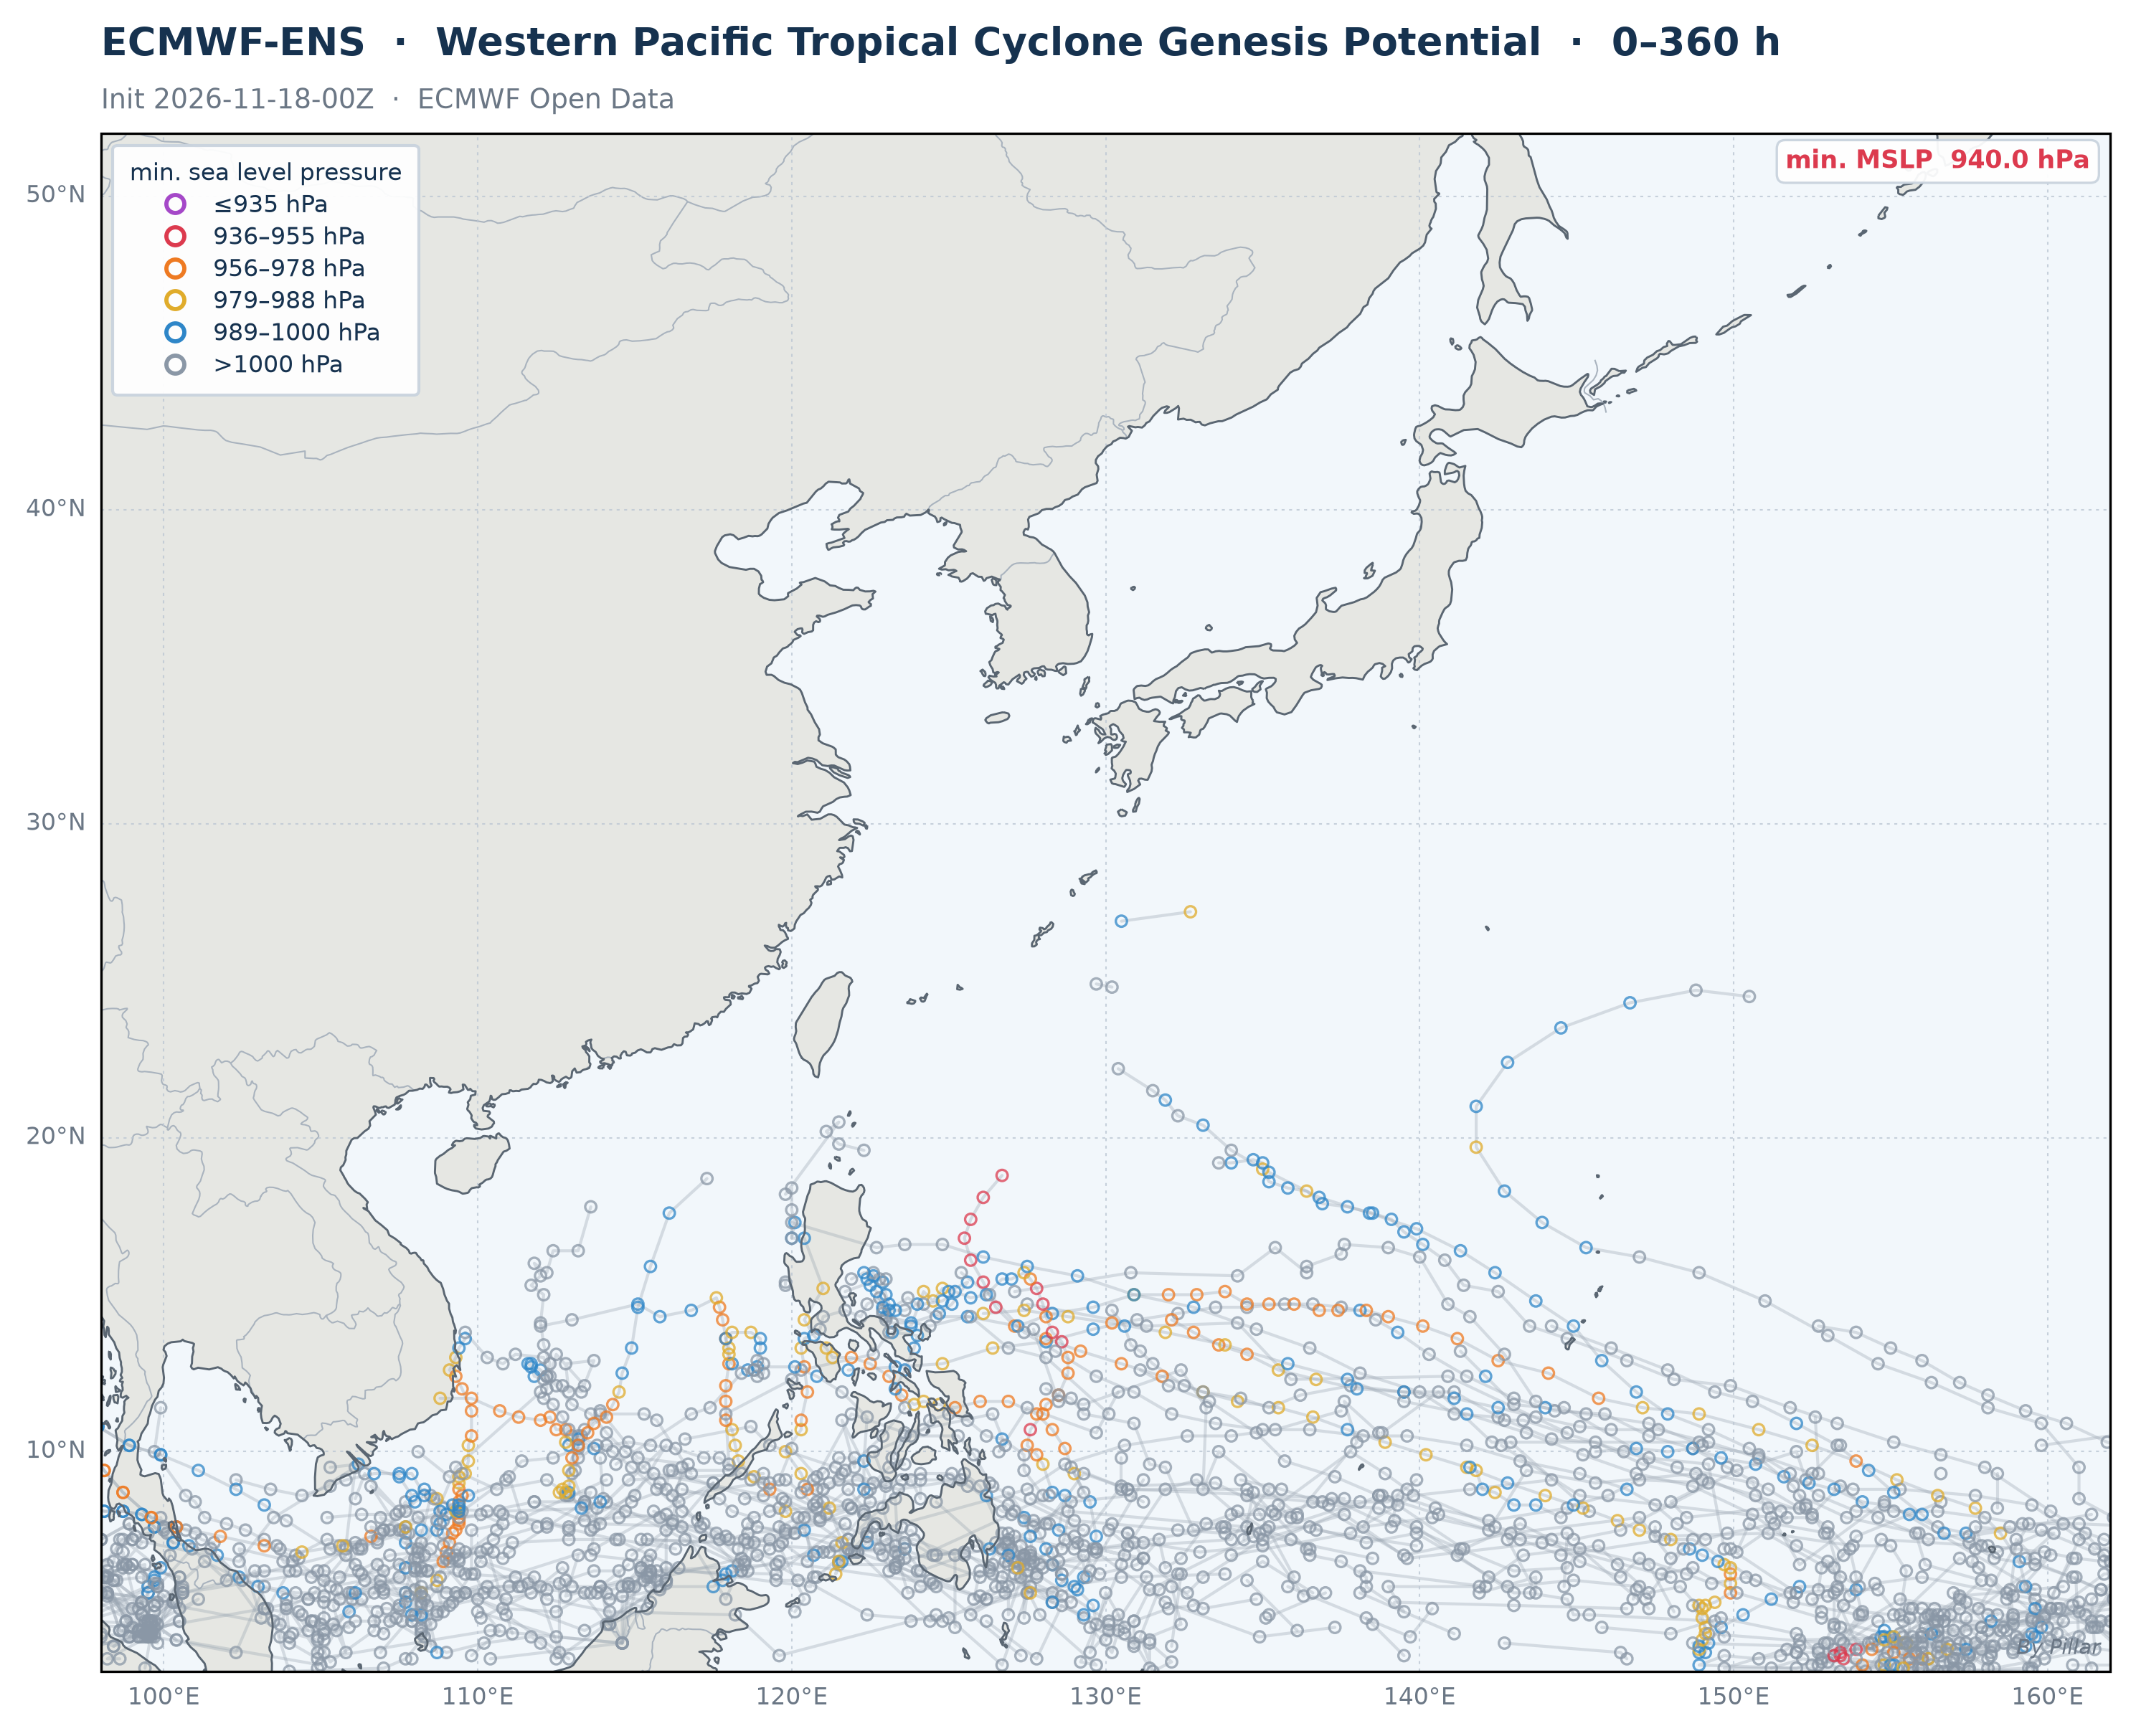 ECMWF-ENS · Western Pacific Tropical Cyclone Genesis Potential · 0–360 h
Init 2026-11-18-00Z · ECMWF Open Data
min. sea level pressure
≤935 hPa
936–955 hPa
956–978 hPa
979–988 hPa
989–1000 hPa
>1000 hPa
min. MSLP 940.0 hPa
50°N
40°N
30°N
20°N
10°N
By Pillar
100°E 110°E 120°E 130°E 140°E 150°E 160°E